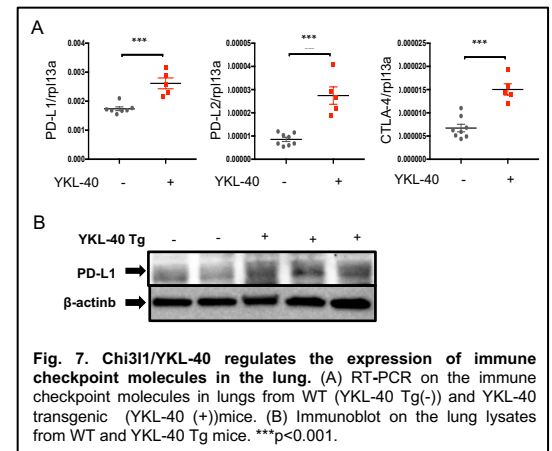 A
***
***
***
PD-L1/rpl13a
0.004
0.003
0.002
0.001
0.000
PD-L2/rpl13a
0.00005
0.00004
0.00003
0.00002
0.00001
0.00000
CTLA-4/rpl13a
0.000025
0.000020
0.000015
0.000010
0.000005
0.000000
YKL-40 - +
YKL-40 - +
YKL-40 - +
B
YKL-40 Tg - - + + +
PD-L1
β-actinb
Fig. 7. Chi3l1/YKL-40 regulates the expression of immune
checkpoint molecules in the lung. (A) RT-PCR on the immune
checkpoint molecules in lungs from WT (YKL-40 Tg(-)) and YKL-40
transgenic (YKL-40 (+))mice. (B) Immunoblot on the lung lysates
from WT and YKL-40 Tg mice. ***p<0.001.